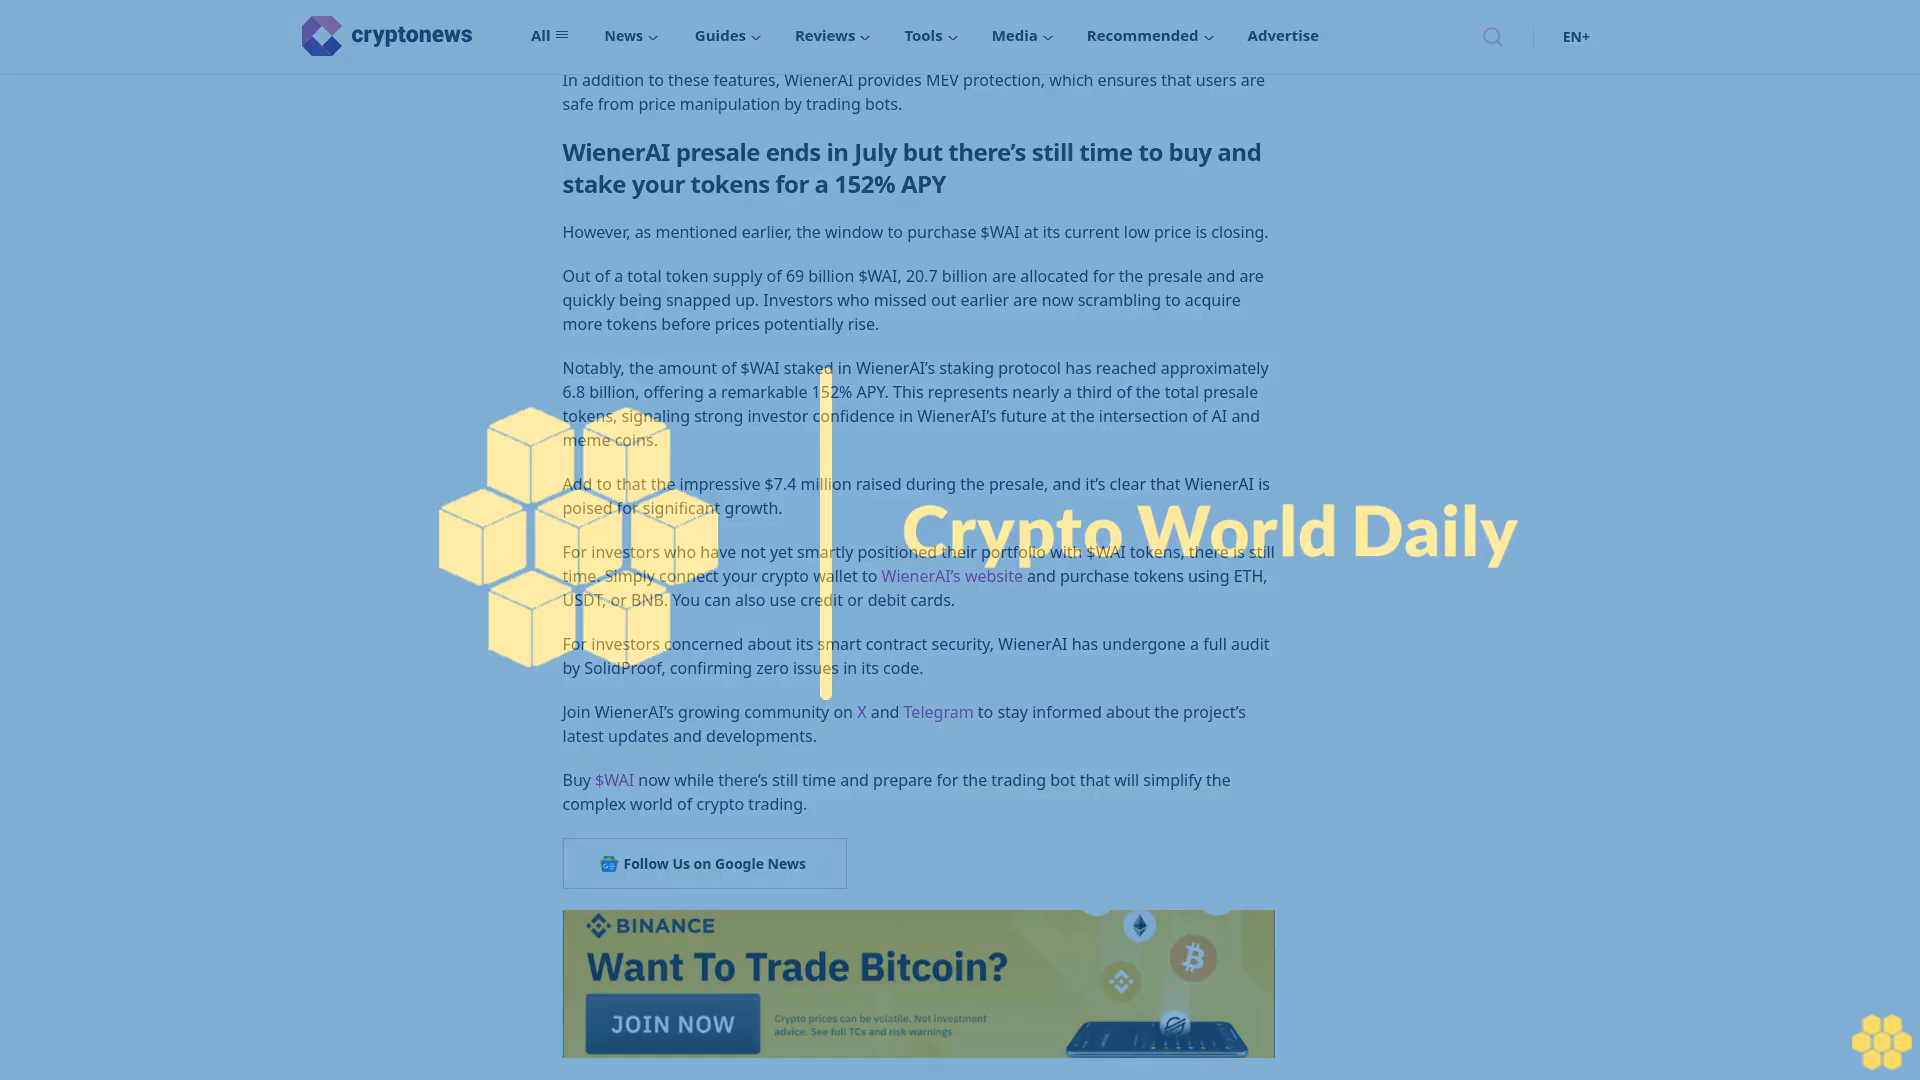 cryptonews
All
News
Guides
Reviews
Tools
Media
Recommended
Advertise
EN+
In addition to these features, WienerAI provides MEV protection, which ensures that users are
safe from price manipulation by trading bots.
WienerAI presale ends in July but there’s still time to buy and
stake your tokens for a 152% APY
However, as mentioned earlier, the window to purchase $WAI at its current low price is closing.
Out of a total token supply of 69 billion $WAI, 20.7 billion are allocated for the presale and are
quickly being snapped up. Investors who missed out earlier are now scrambling to acquire
more tokens before prices potentially rise.
Notably, the amount of $WAI staked in WienerAI’s staking protocol has reached approximately
6.8 billion, offering a remarkable 152% APY. This represents nearly a third of the total presale
tokens, signaling strong investor confidence in WienerAI’s future at the intersection of AI and
meme coins.
Add to that the impressive $7.4 million raised during the presale, and it’s clear that WienerAI is
poised for significant growth.
Crypto World Daily
For investors who have not yet smartly positioned their portfolio with $WAI tokens, there is still
time. Simply connect your crypto wallet to WienerAI’s website and purchase tokens using ETH,
USDT, or BNB. You can also use credit or debit cards.
For investors concerned about its smart contract security, WienerAI has undergone a full audit
by SolidProof, confirming zero issues in its code.
Join WienerAI’s growing community on X and Telegram to stay informed about the project’s
latest updates and developments.
Buy $WAI now while there’s still time and prepare for the trading bot that will simplify the
complex world of crypto trading.
Follow Us on Google News
BINANCE
Want To Trade Bitcoin?
JOIN NOW
Crypto prices can be volatile. Not investment
advice. See full TCs and risk warnings